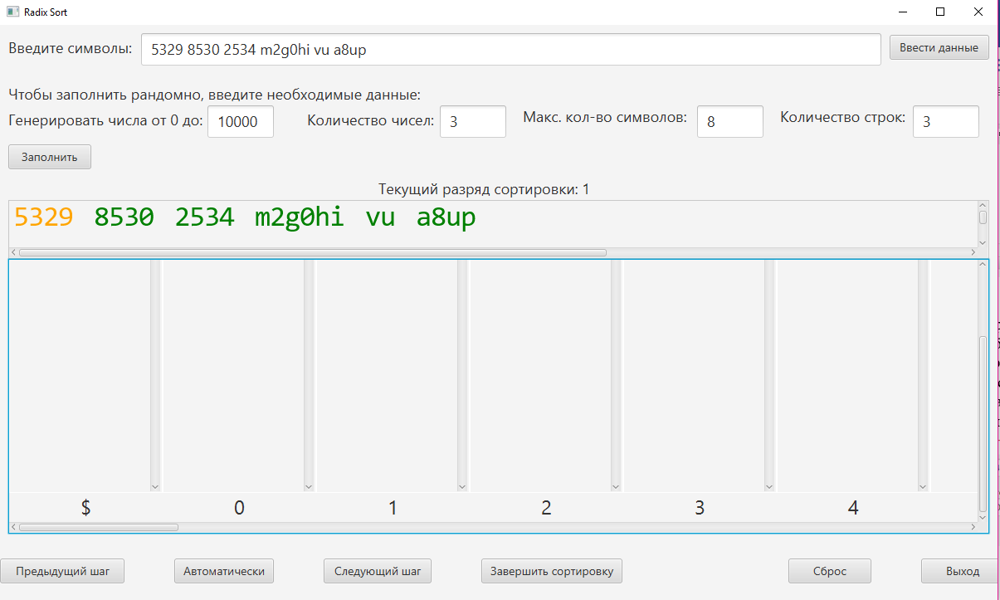 Radix Sort
Введите символы: 5329 8530 2534 m2g0hi vu a8up Ввести данные
Чтобы заполнить рандомно, введите необходимые данные:
Генерировать числа от 0 до: 10000 Количество чисел: 3 Макс. кол-во символов: 8 Количество строк: 3
Заполнить
Текущий разряд сортировки: 1
5329 8530 2534 m2g0hi vu a8up
$ 0 1 2 3 4
Предыдущий шаг Автоматически Следующий шаг Завершить сортировку Сброс Выход